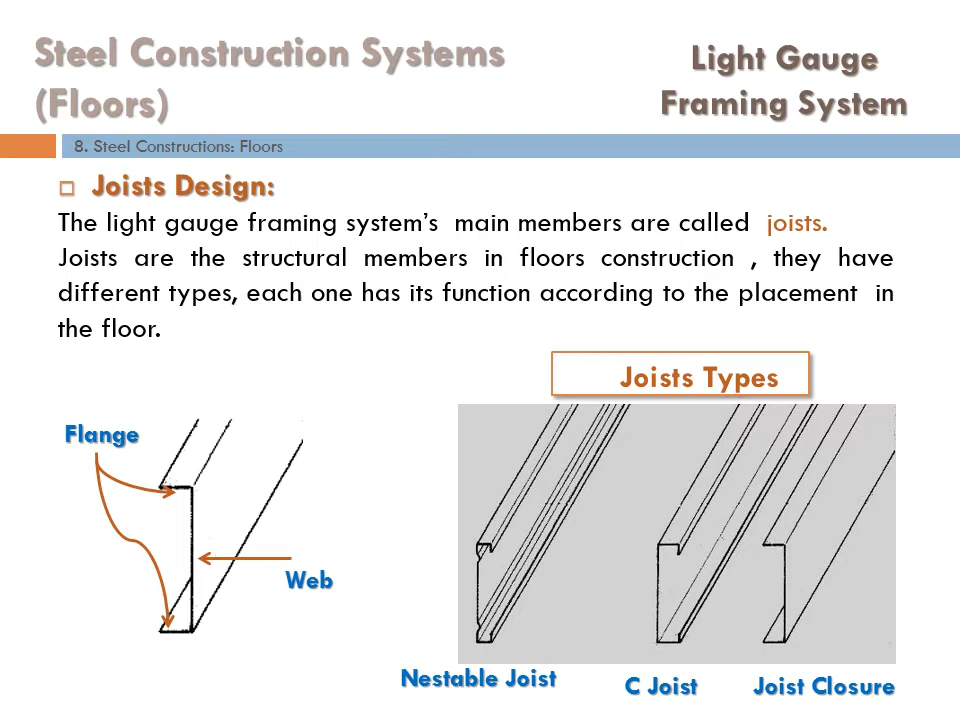 Steel Construction Systems
(Floors)
Light Gauge
Framing System
8. Steel Constructions: Floors
Joists Design:
The light gauge framing system’s main members are called joists.
Joists are the structural members in floors construction , they have
different types, each one has its function according to the placement in
the floor.
Joists Types
Flange
Web
Nestable Joist
C Joist
Joist Closure